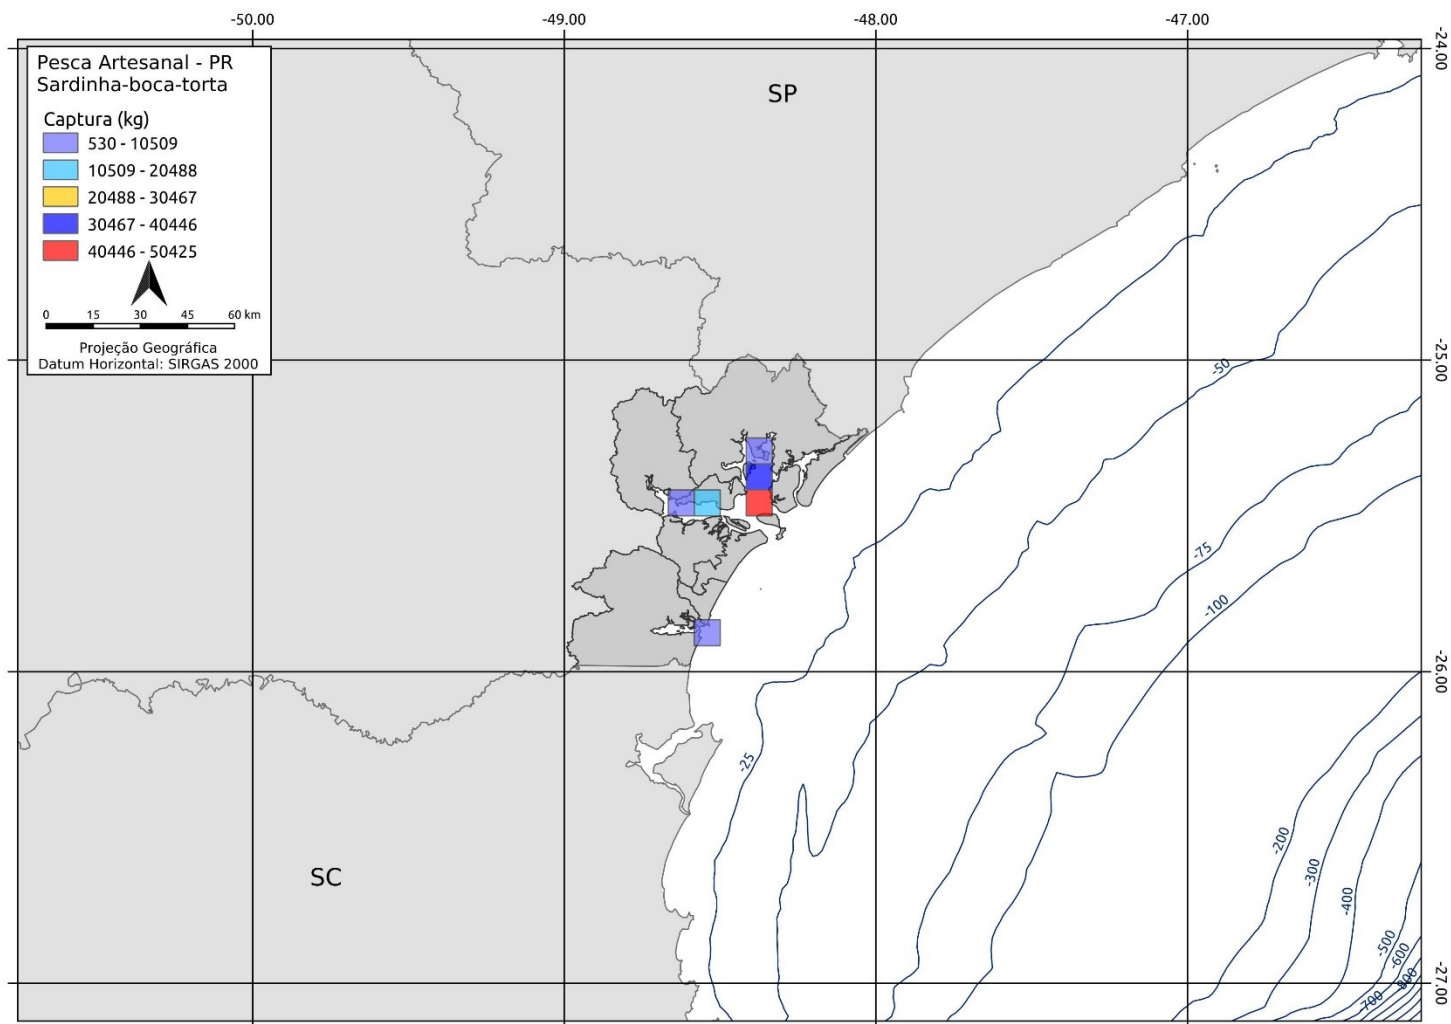 -50.00 -49.00 -48.00 -47.00
-24.00
Pesca Artesanal - PR
Sardinha-boca-torta
Captura (kg)
530 - 10509
10509 - 20488
20488 - 30467
30467 - 40446
40446 - 50425
0 15 30 45 60 km
Projeção Geográfica
Datum Horizontal: SIRGAS 2000
SP
-25.00
-50
-75
-100
-26.00
-25
SC
-200
-300
-400
-500
-600
-700
-800
-27.00